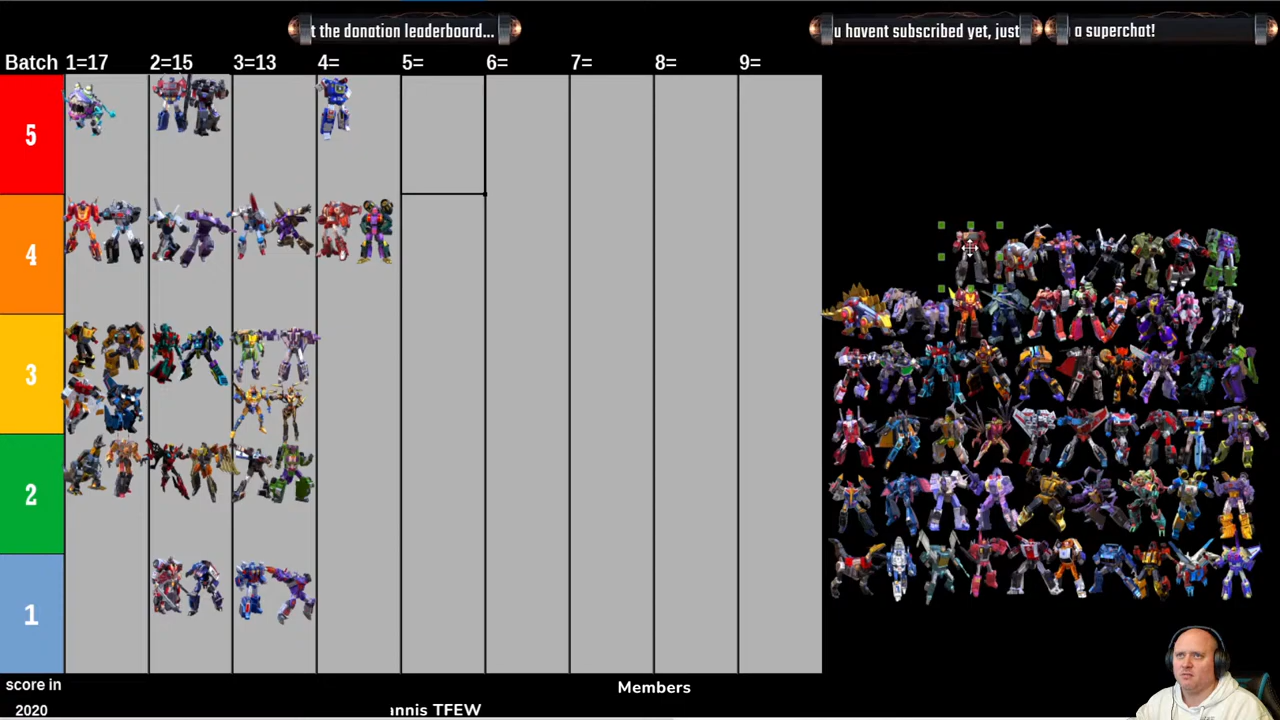 t the donation leaderboard...
u havent subscribed yet, just
a superchat!
Batch 1=17 2=15 3=13 4= 5= 6= 7= 8= 9=
5
4
3
2
1
score in
2020
Members
nnis TFEW